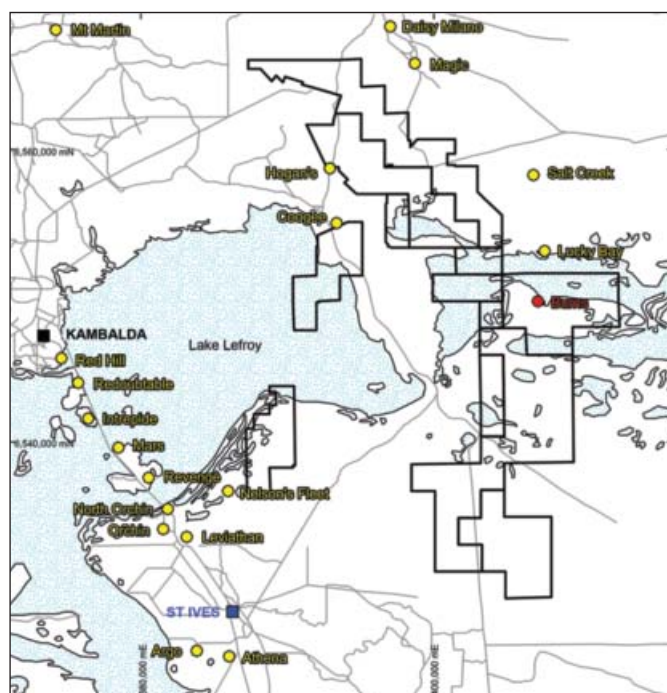 Mt Martin
Daisy Milano
Magic
6,560,000 mN
Hogan's
Salt Creek
Coogee
Lucky Bay
Burns
KAMBALDA
Lake Lefroy
Red Hill
Redoubtable
Intrepide
6,540,000 mN
Mars
Revenge
Nelson's Fleet
North Orchin
Orchin
Leviathan
ST IVES
Argo
Athena